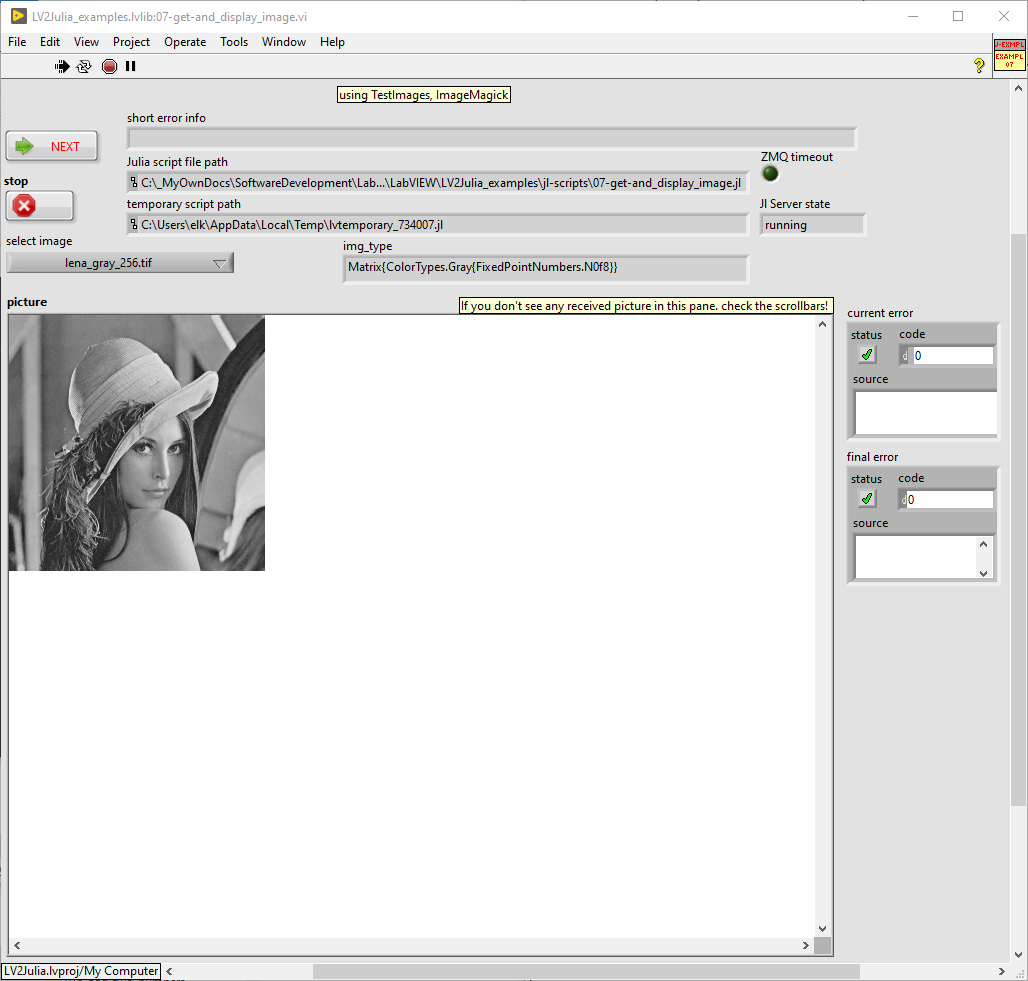 LV2Julia_examples.lvlib:07-get-and_display_image.vi
File Edit View Project Operate Tools Window Help
J-EXMPL
EXAMPL
07
?
using TestImages, ImageMagick
short error info
NEXT
Julia script file path
ZMQ timeout
stop
C:\_MyOwnDocs\SoftwareDevelopment\Lab...\LabVIEW\LV2Julia_examples\jl-scripts\07-get-and_display_image.jl
temporary script path
Jl Server state
C:\Users\elk\AppData\Local\Temp\lvtemporary_734007.jl
running
select image
img_type
lena_gray_256.tif
Matrix{ColorTypes.Gray{FixedPointNumbers.N0f8}}
picture
If you don't see any received picture in this pane. check the scrollbars!
current error
status code
d 0
source
final error
status code
d 0
source
LV2Julia.lvproj/My Computer